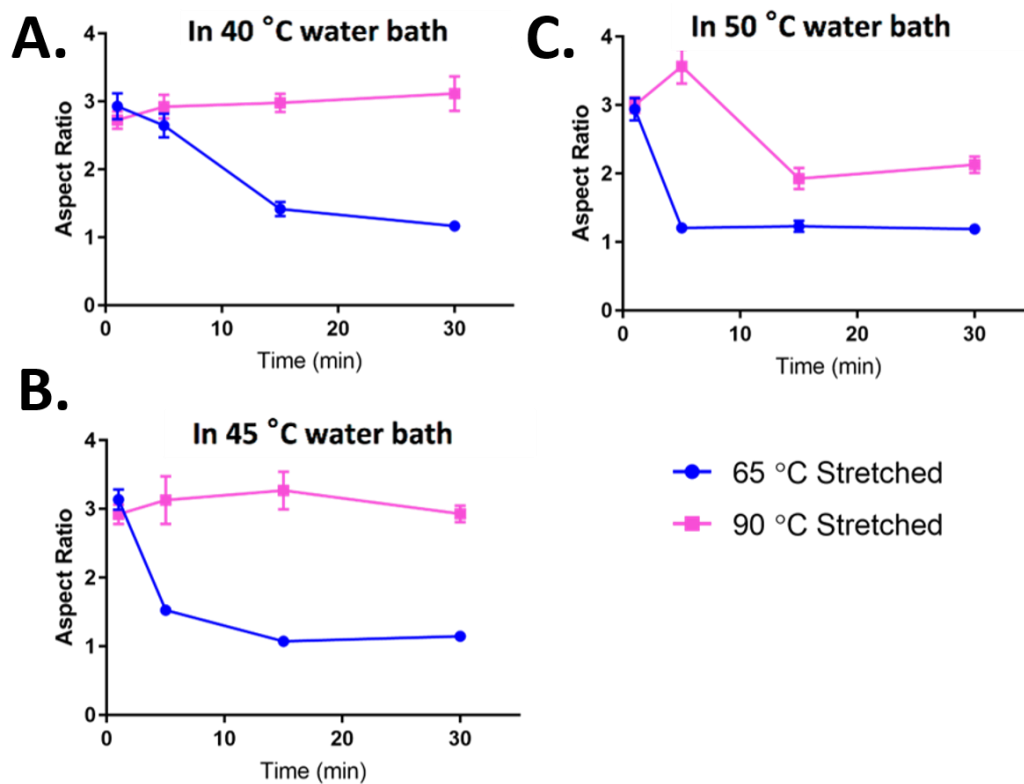 A.
In 40 °C water bath
4
3
2
1
0
Aspect Ratio
0 10 20 30
Time (min)
C.
In 50 °C water bath
4
3
2
1
0
Aspect Ratio
0 10 20 30
Time (min)
B.
In 45 °C water bath
4
3
2
1
0
Aspect Ratio
0 10 20 30
Time (min)
65 °C Stretched
90 °C Stretched